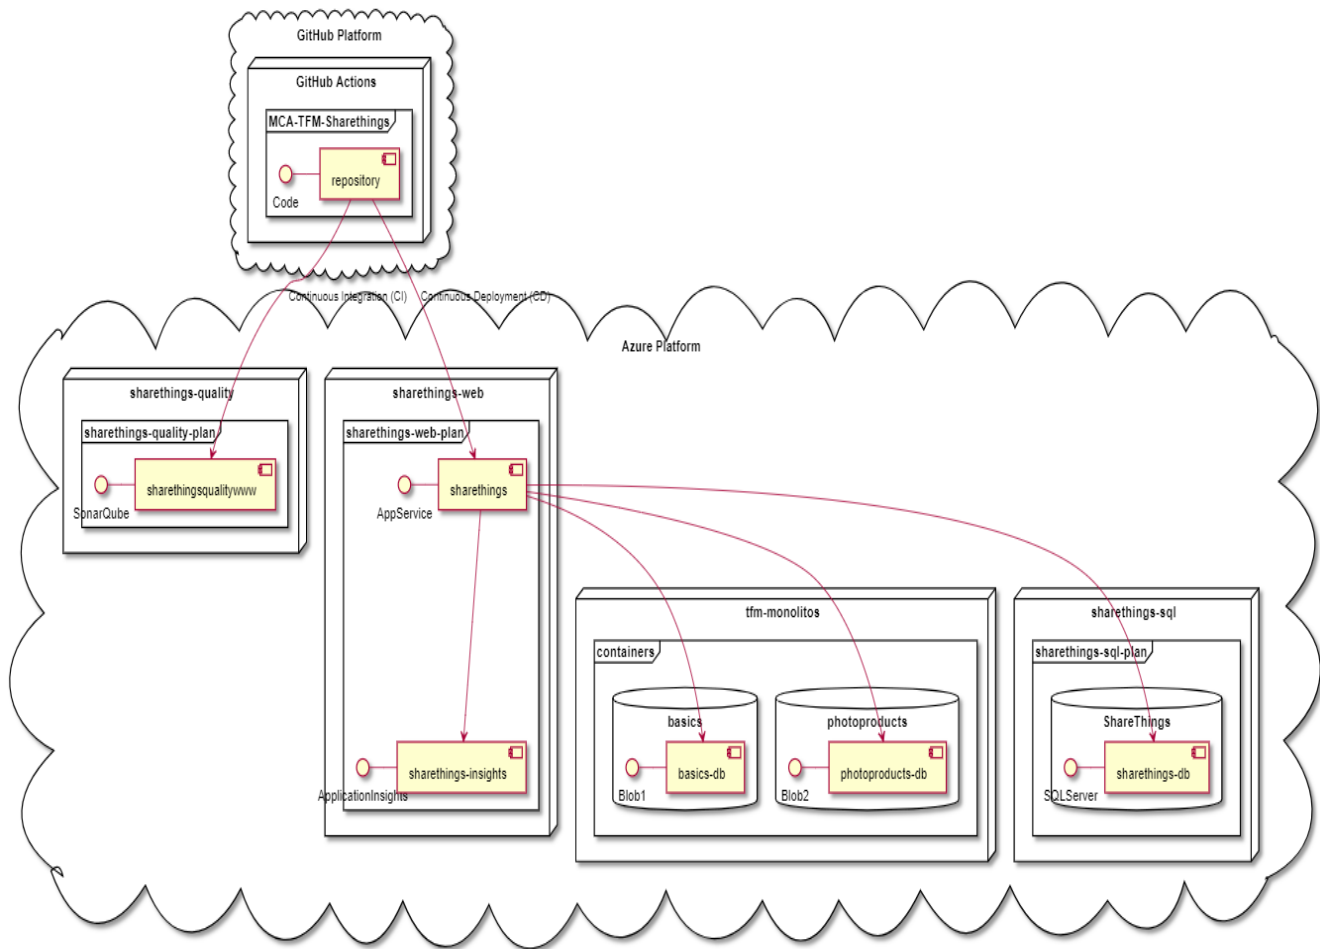 GitHub Platform
GitHub Actions
MCA-TFM-Sharethings
repository
Code
Continuous Integration (CI)
Continuous Deployment (CD)
Azure Platform
sharethings-quality
sharethings-quality-plan
sharethingsqualitywww
SonarQube
sharethings-web
sharethings-web-plan
sharethings
AppService
sharethings-insights
ApplicationInsights
tfm-monolitos
containers
basics
basics-db
Blob1
photoproducts
photoproducts-db
Blob2
sharethings-sql
sharethings-sql-plan
ShareThings
sharethings-db
SQLServer